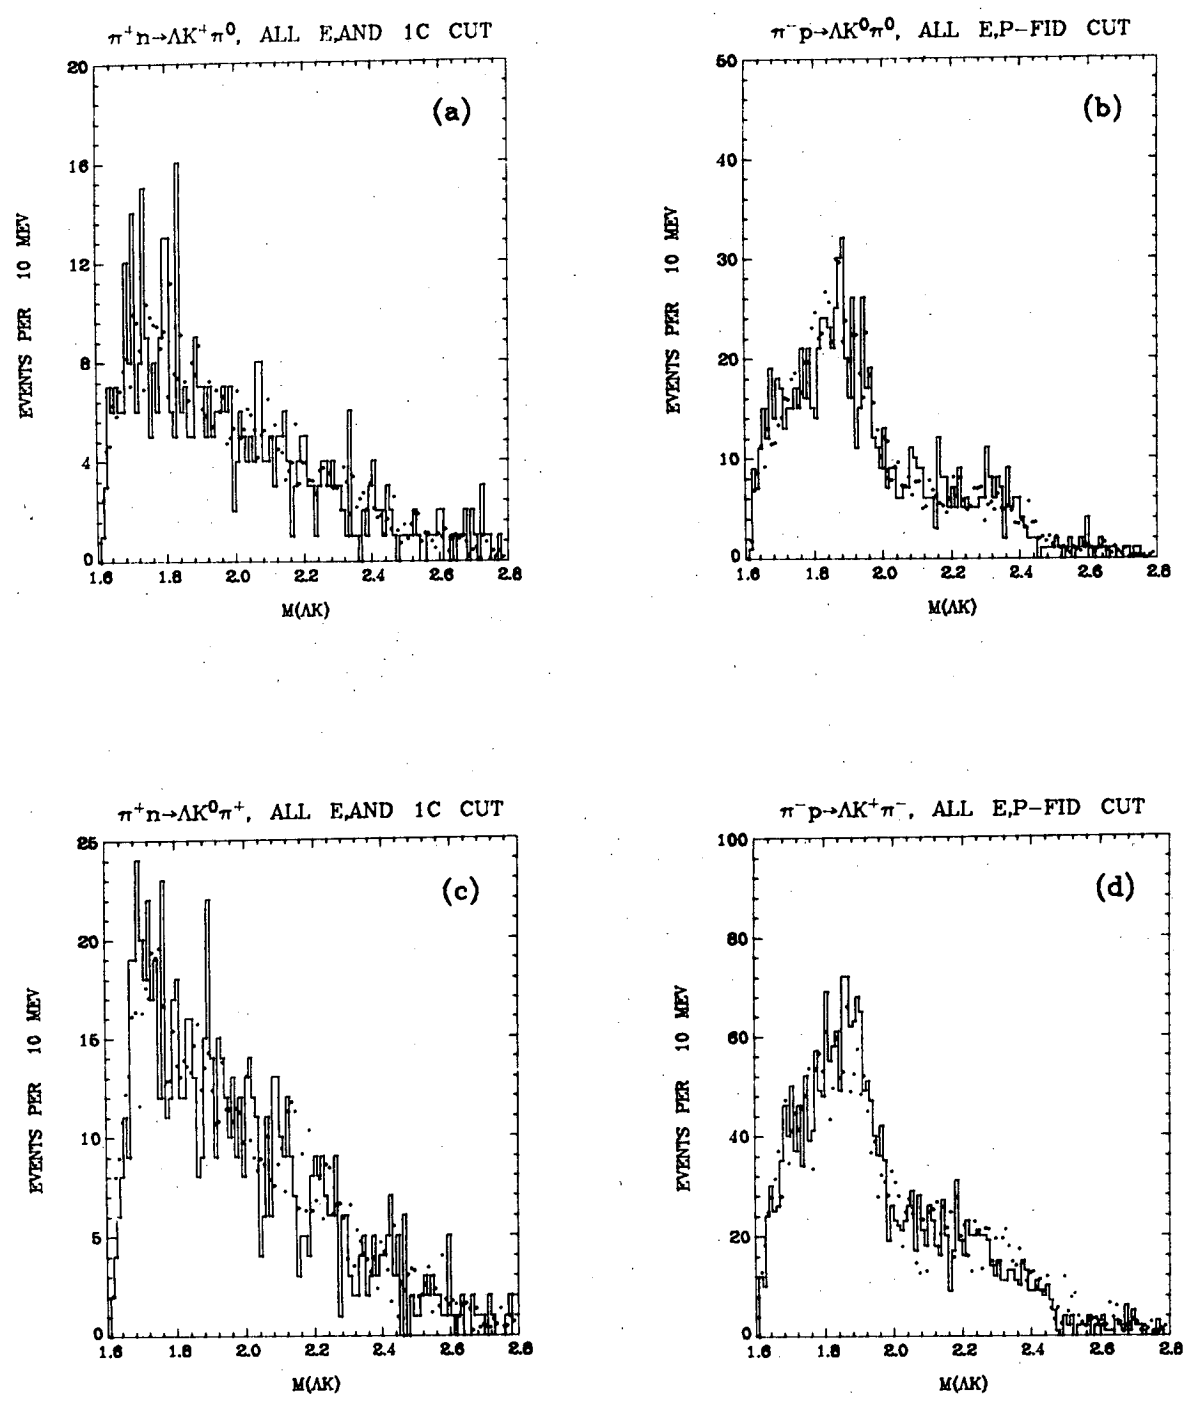 π⁺n→ΛK⁺π⁰, ALL E,AND 1C CUT
(a)
20
16
12
8
4
0
EVENTS PER 10 MEV
1.6 1.8 2.0 2.2 2.4 2.6 2.8
M(ΛK)
π⁻p→ΛK⁰π⁰, ALL E,P-FID CUT
(b)
50
40
30
20
10
0
EVENTS PER 10 MEV
1.6 1.8 2.0 2.2 2.4 2.6 2.8
M(ΛK)
π⁺n→ΛK⁰π⁺, ALL E,AND 1C CUT
(c)
25
20
15
10
5
0
EVENTS PER 10 MEV
1.6 1.8 2.0 2.2 2.4 2.6 2.8
M(ΛK)
π⁻p→ΛK⁺π⁻, ALL E,P-FID CUT
(d)
100
80
60
40
20
0
EVENTS PER 10 MEV
1.6 1.8 2.0 2.2 2.4 2.6 2.8
M(ΛK)